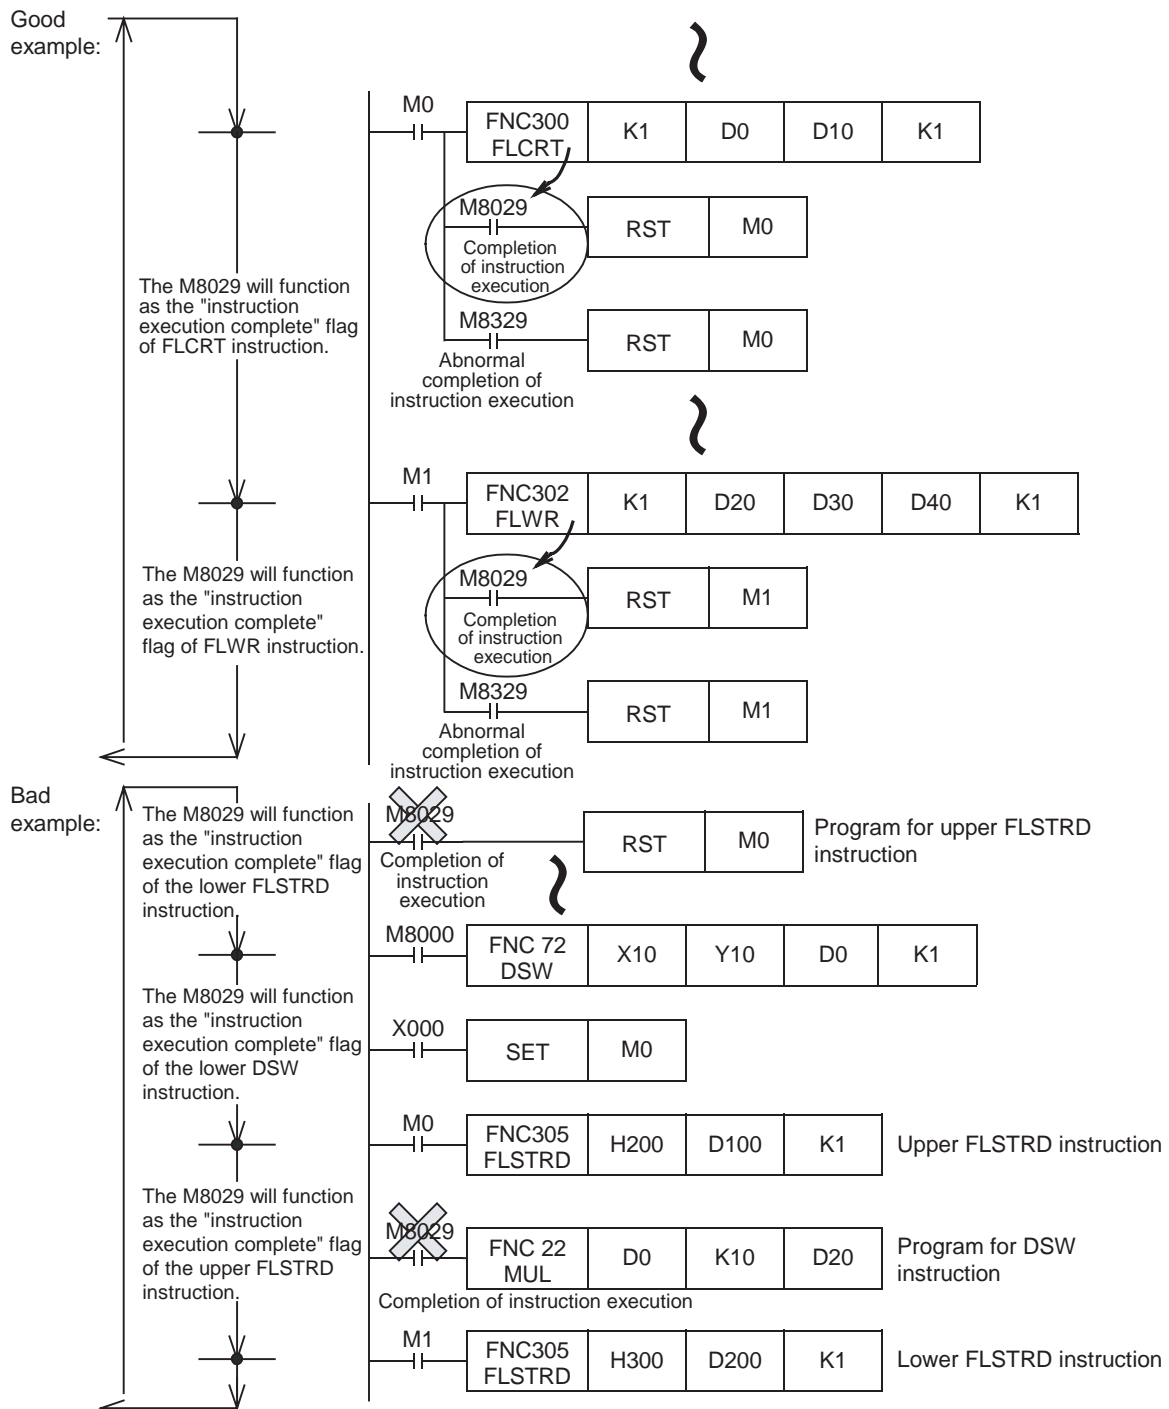 Good
example:
M0
FNC300
FLCRT
K1
D0
D10
K1
M8029
Completion
of instruction
execution
RST
M0
The M8029 will function
as the "instruction
execution complete" flag
of FLCRT instruction.
M8329
Abnormal
completion of
instruction execution
RST
M0
M1
FNC302
FLWR
K1
D20
D30
D40
K1
The M8029 will function
as the "instruction
execution complete"
flag of FLWR instruction.
M8029
Completion
of instruction
execution
RST
M1
M8329
Abnormal
completion of
instruction execution
RST
M1
Bad
example:
The M8029 will function
as the "instruction
execution complete" flag
of the lower FLSTRD
instruction.
M8029
Completion of
instruction
execution
RST
M0
Program for upper FLSTRD
instruction
M8000
FNC 72
DSW
X10
Y10
D0
K1
The M8029 will function
as the "instruction
execution complete" flag
of the lower DSW
instruction.
X000
SET
M0
M0
FNC305
FLSTRD
H200
D100
K1
Upper FLSTRD instruction
The M8029 will function
as the "instruction
execution complete" flag
of the upper FLSTRD
instruction.
M8029
FNC 22
MUL
D0
K10
D20
Program for DSW
instruction
Completion of instruction execution
M1
FNC305
FLSTRD
H300
D200
K1
Lower FLSTRD instruction